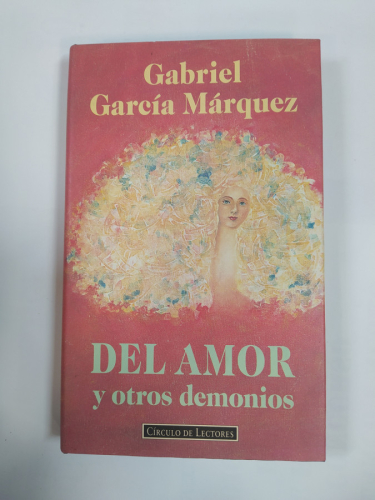 Gabriel
García Márquez
DEL AMOR
y otros demonios
CÍRCULO DE LECTORES